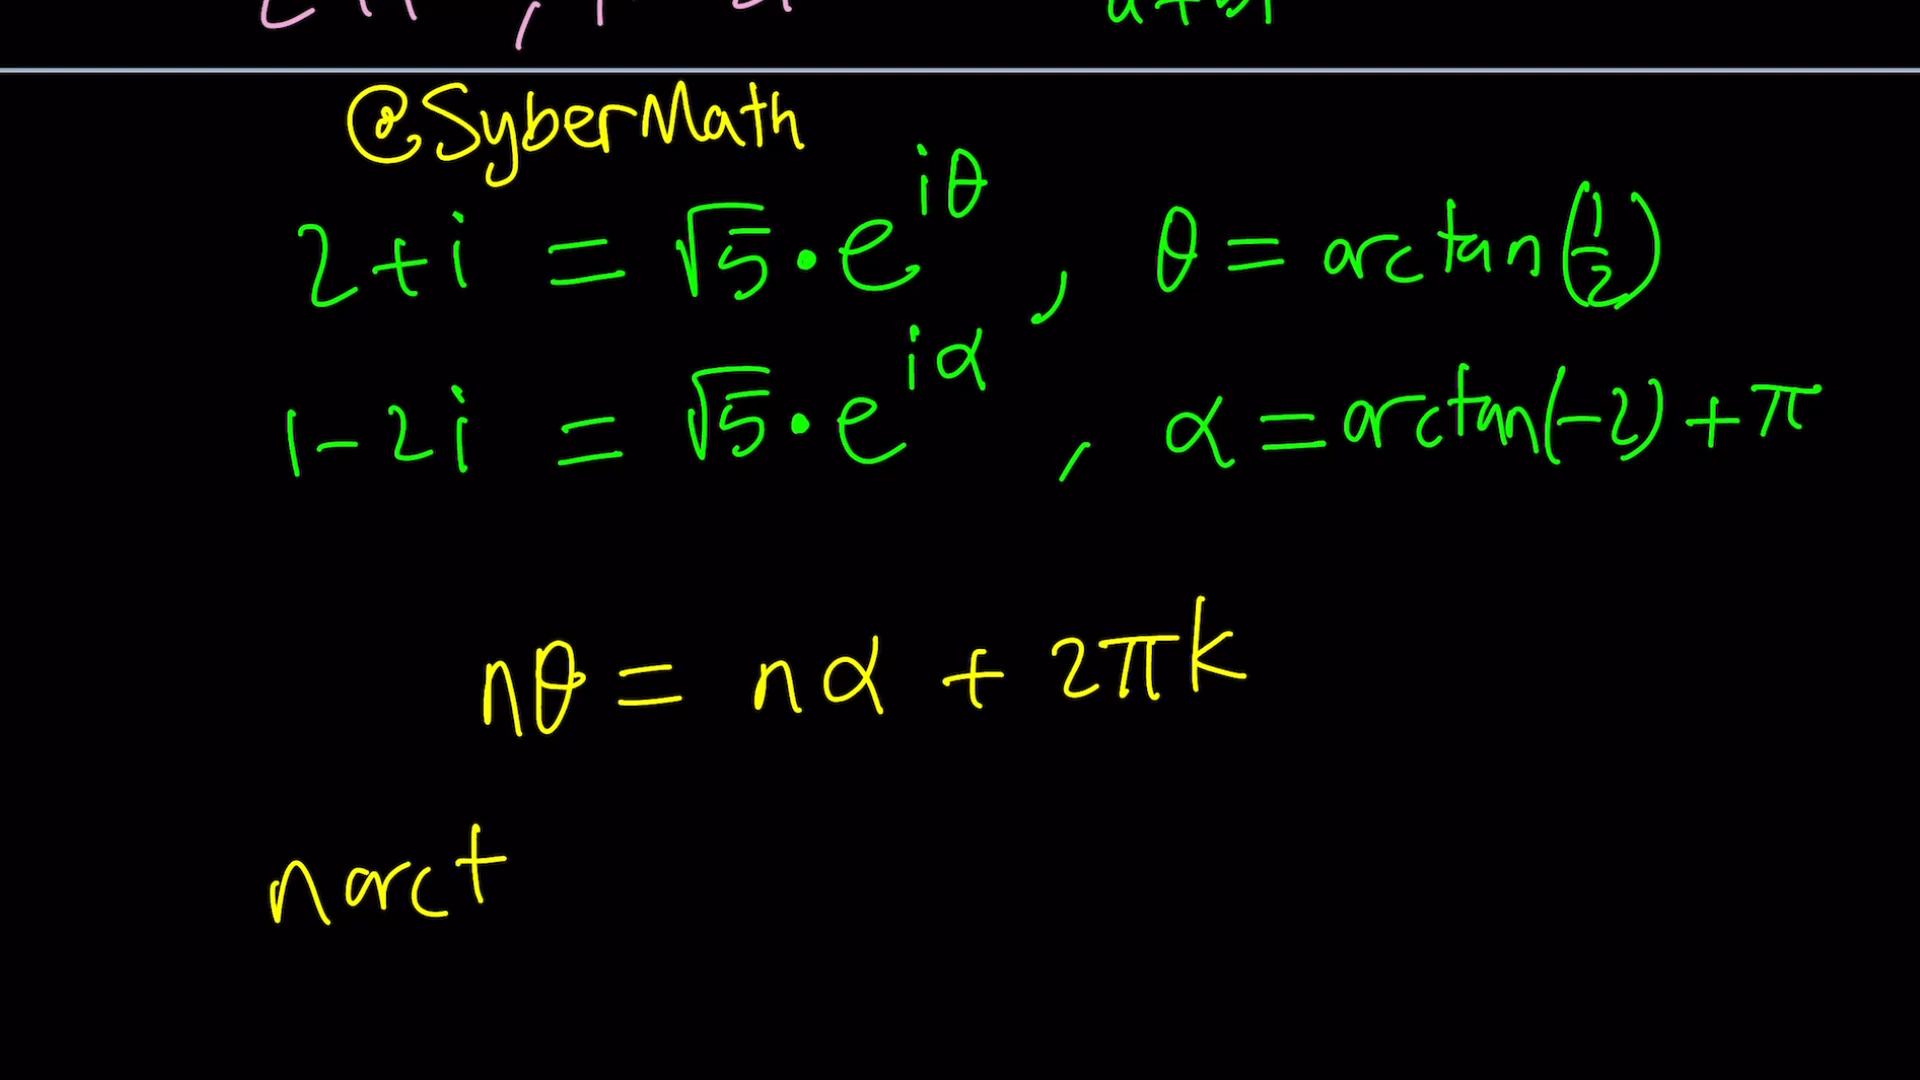 @SyberMath
2+i = √5·e^{iθ}, θ = arctan(1/2)
1-2i = √5·e^{iα}, α = arctan(-2)+π
nθ = nα + 2πk
narct